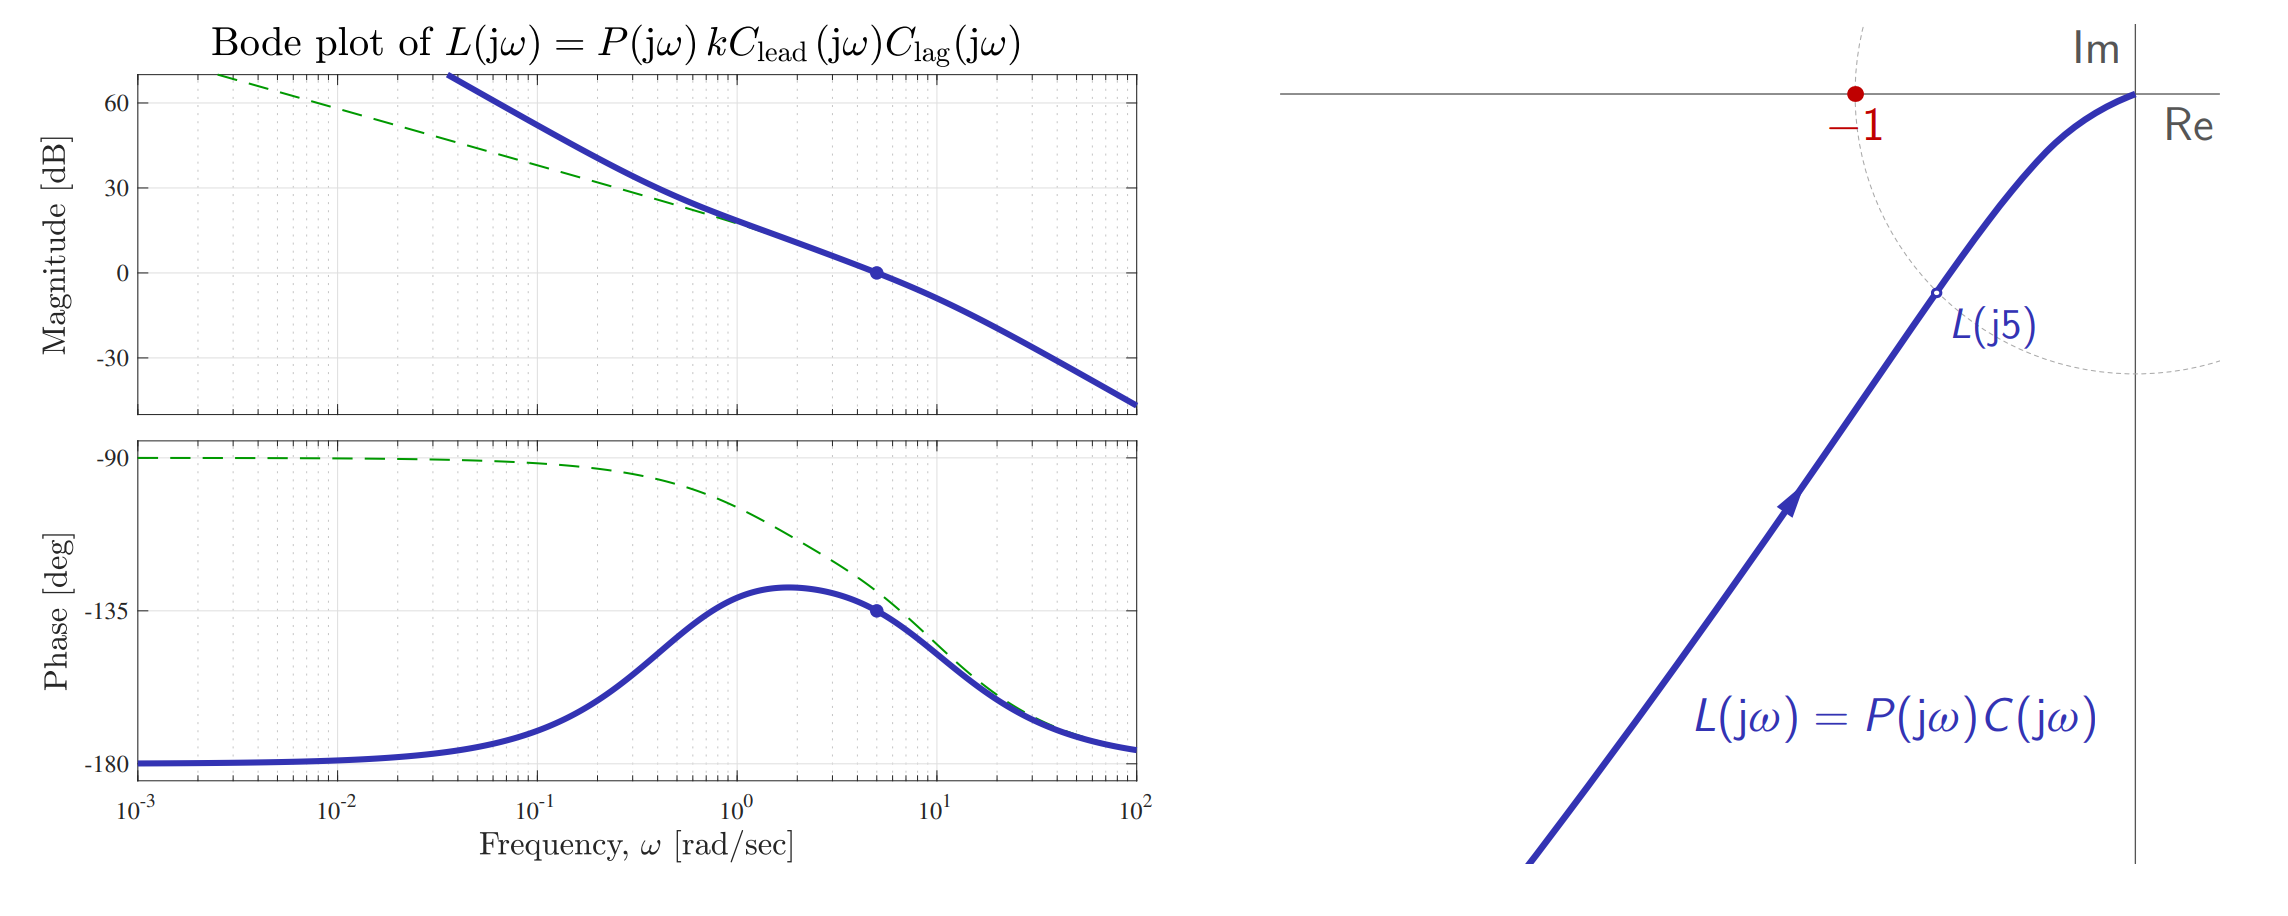 Bode plot of L(jω) = P(jω) kC_lead(jω)C_lag(jω)
Magnitude [dB]
60
30
0
-30
Phase [deg]
-90
-135
-180
10^-3 10^-2 10^-1 10^0 10^1 10^2
Frequency, ω [rad/sec]
Im
Re
−1
L(j5)
L(jω) = P(jω)C(jω)